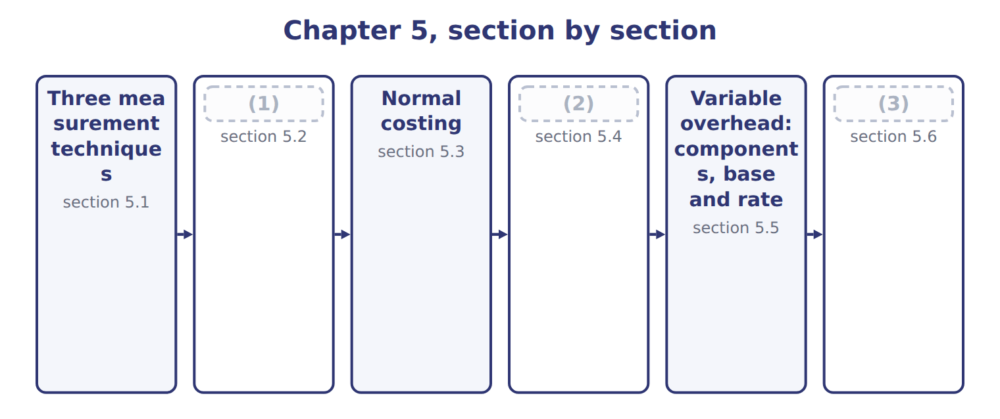 Chapter 5, section by section
Three mea
surement
technique
s
section 5.1
(1)
section 5.2
Normal
costing
section 5.3
(2)
section 5.4
Variable
overhead:
component
s, base
and rate
section 5.5
(3)
section 5.6